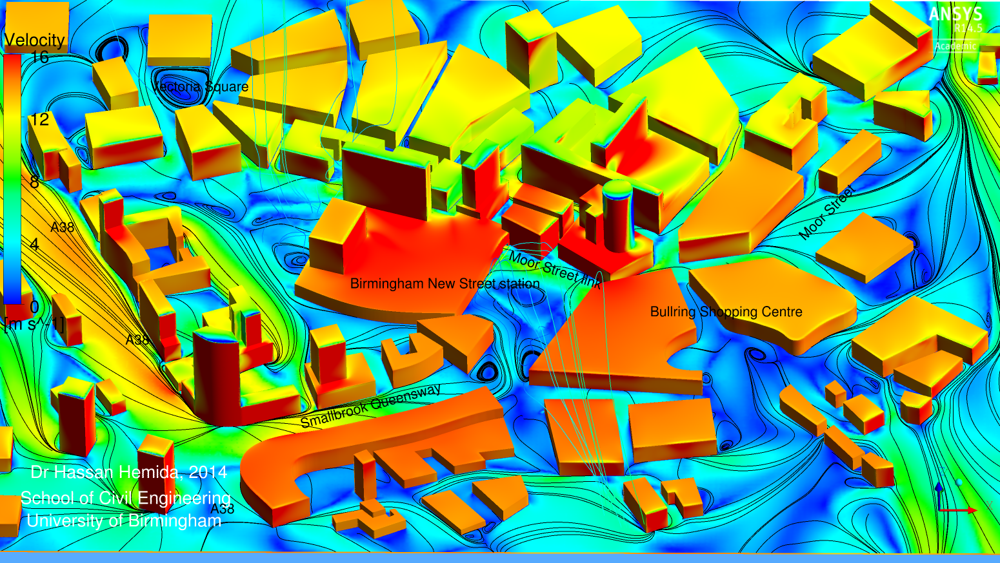 ANSYS
R14.5
Academic
Velocity
16
12
8
4
0
[m s^-1]
Vectoria Square
A38
Moor Street
Moor Street link
Birmingham New Street station
Bullring Shopping Centre
A38
Smallbrook Queensway
Dr Hassan Hemida, 2014
School of Civil Engineering
A38
University of Birmingham
Z
X